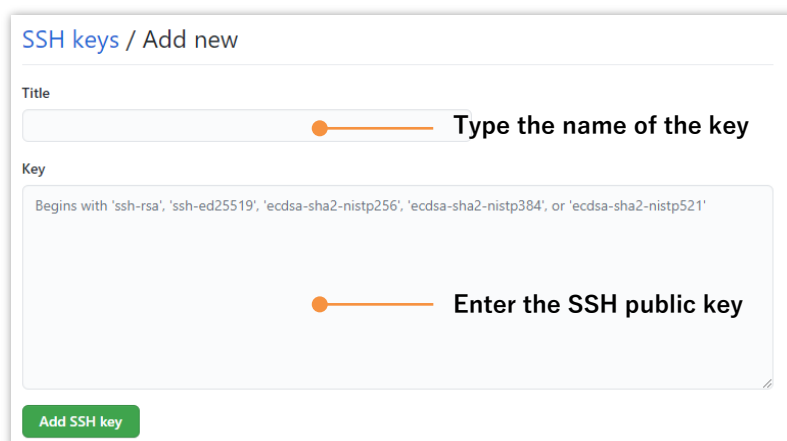 SSH keys / Add new
Title
Type the name of the key
Key
Begins with 'ssh-rsa', 'ssh-ed25519', 'ecdsa-sha2-nistp256', 'ecdsa-sha2-nistp384', or 'ecdsa-sha2-nistp521'
Enter the SSH public key
Add SSH key